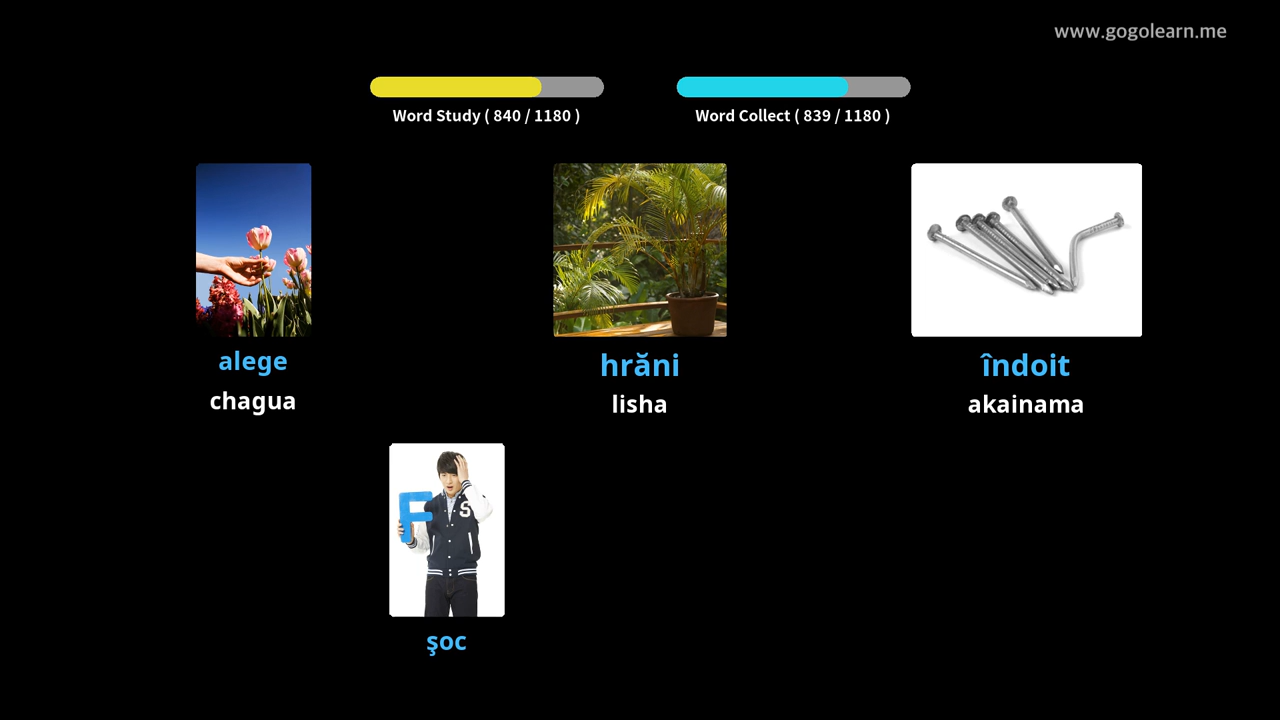 www.gogolearn.me
Word Study ( 840 / 1180 )
Word Collect ( 839 / 1180 )
alege
chagua
hrăni
lisha
îndoit
akainama
F
S
şoc